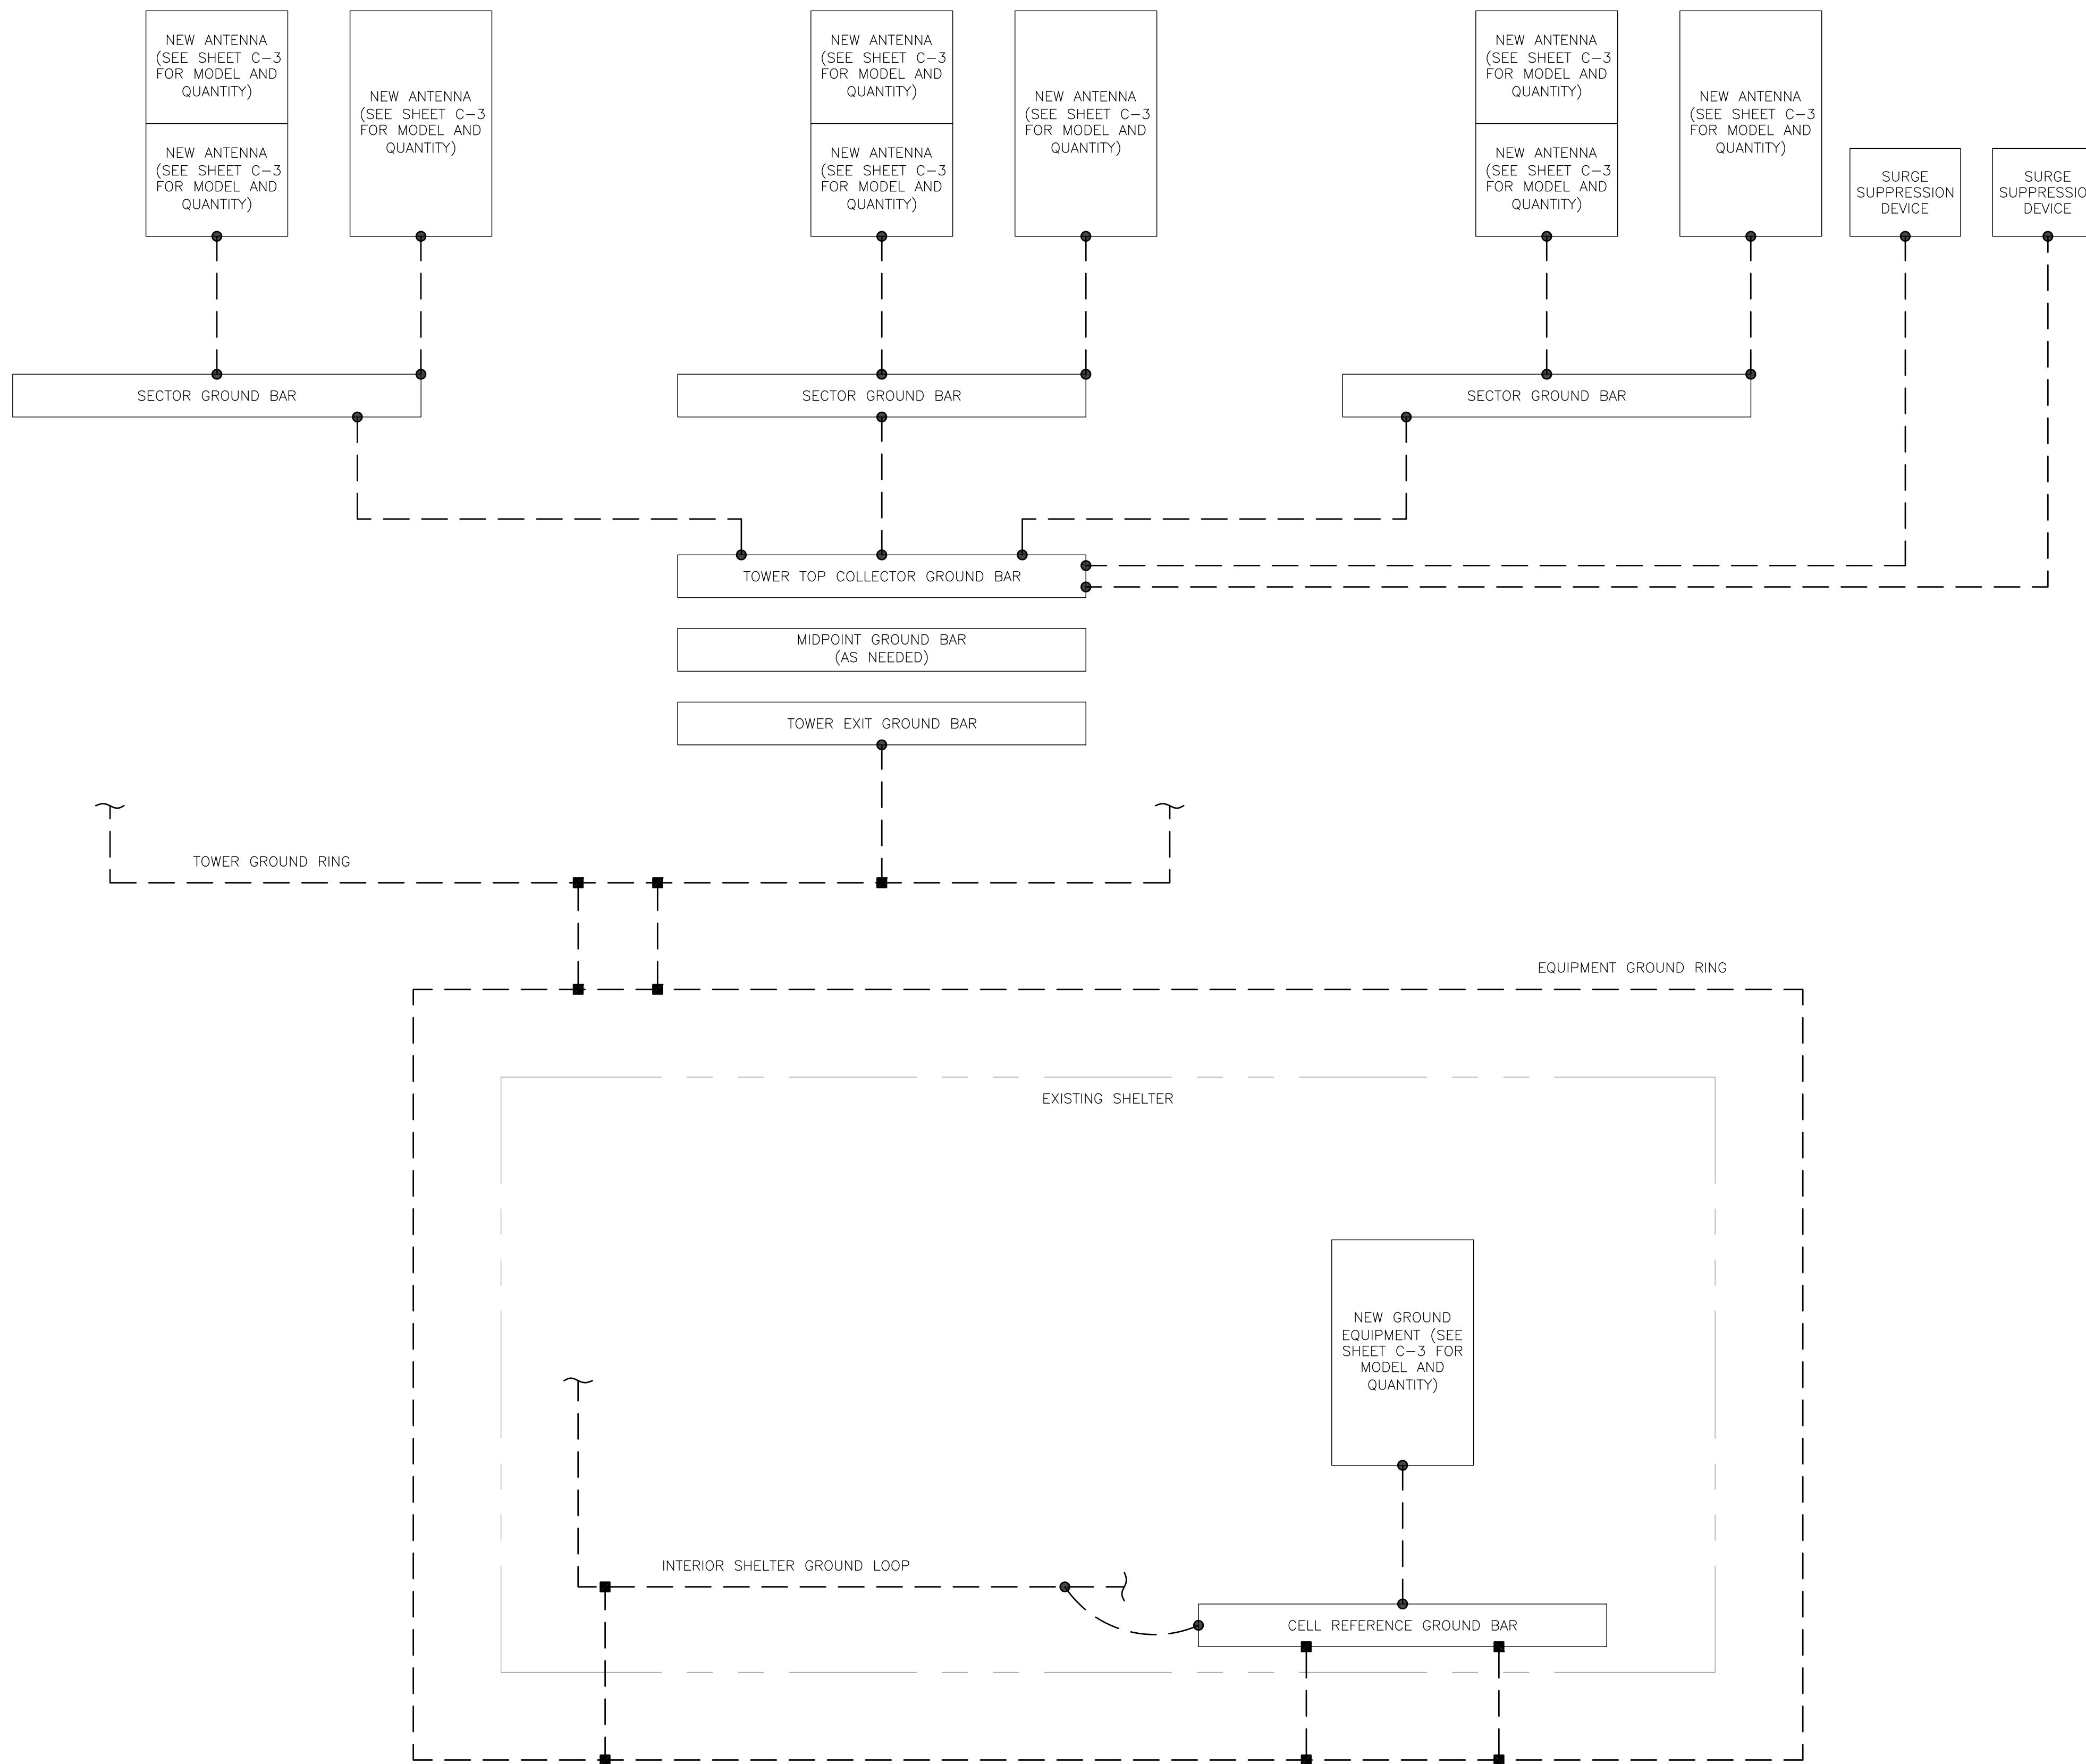 NEW ANTENNA
(SEE SHEET C-3
FOR MODEL AND
QUANTITY)
NEW ANTENNA
(SEE SHEET C-3
FOR MODEL AND
QUANTITY)
NEW ANTENNA
(SEE SHEET C-3
FOR MODEL AND
QUANTITY)
NEW ANTENNA
(SEE SHEET C-3
FOR MODEL AND
QUANTITY)
NEW ANTENNA
(SEE SHEET C-3
FOR MODEL AND
QUANTITY)
NEW ANTENNA
(SEE SHEET C-3
FOR MODEL AND
QUANTITY)
NEW ANTENNA
(SEE SHEET C-3
FOR MODEL AND
QUANTITY)
NEW ANTENNA
(SEE SHEET C-3
FOR MODEL AND
QUANTITY)
NEW ANTENNA
(SEE SHEET C-3
FOR MODEL AND
QUANTITY)
SURGE
SUPPRESSION
DEVICE
SURGE
SUPPRESSIO
DEVICE
SECTOR GROUND BAR
SECTOR GROUND BAR
SECTOR GROUND BAR
TOWER TOP COLLECTOR GROUND BAR
MIDPOINT GROUND BAR
(AS NEEDED)
TOWER EXIT GROUND BAR
TOWER GROUND RING
EQUIPMENT GROUND RING
EXISTING SHELTER
NEW GROUND
EQUIPMENT (SEE
SHEET C-3 FOR
MODEL AND
QUANTITY)
INTERIOR SHELTER GROUND LOOP
CELL REFERENCE GROUND BAR